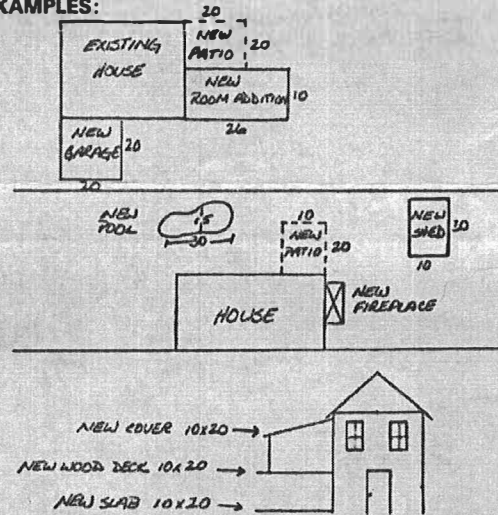 XAMPLES:
20
EXISTING
HOUSE
NEW
PATIO
20
NEW
ROOM ADDITION
10
26
NEW
GARAGE
20
20
NEW
POOL
15
30
10
NEW
PATIO
20
NEW
SHED
10
HOUSE
NEW
FIREPLACE
NEW COVER 10X20
NEW WOOD DECK 10X20
NEW SLAB 10X20